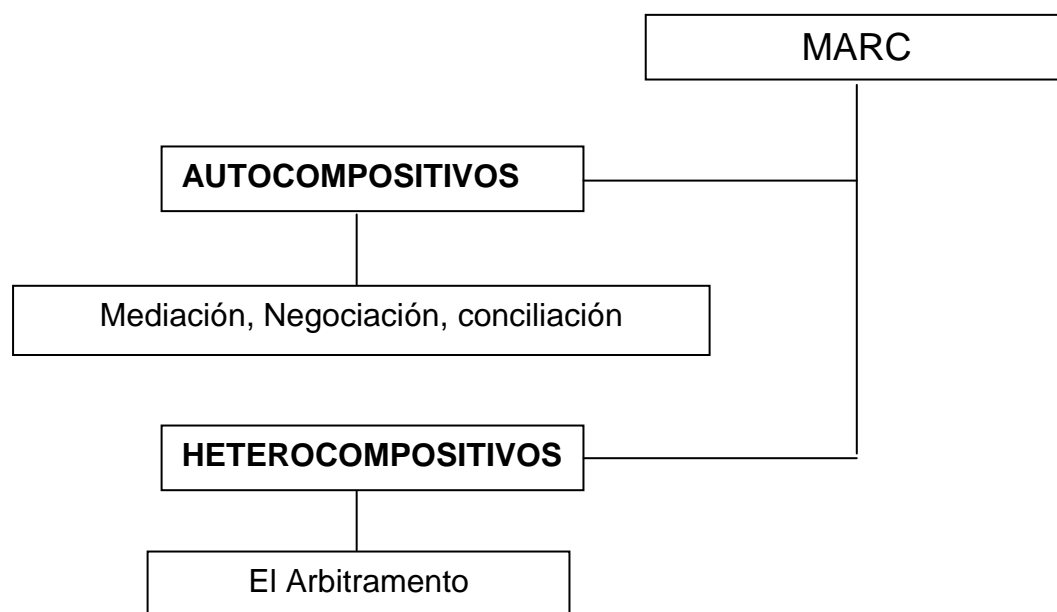 MARC
AUTOCOMPOSITIVOS
Mediación, Negociación, conciliación
HETEROCOMPOSITIVOS
El Arbitramento